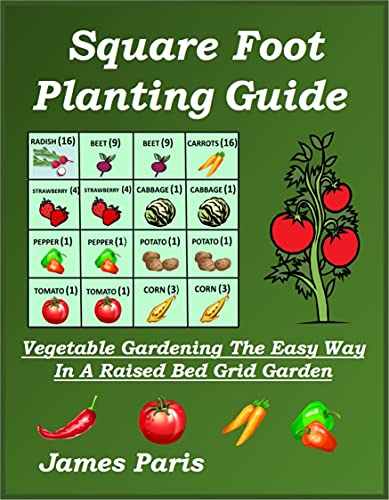 Square Foot
Planting Guide
RADISH (16) BEET (9) BEET (9) CARROTS (16)
STRAWBERRY (4) STRAWBERRY (4) CABBAGE (1) CABBAGE (1)
PEPPER (1) PEPPER (1) POTATO (1) POTATO (1)
TOMATO (1) TOMATO (1) CORN (3) CORN (3)
Vegetable Gardening The Easy Way
In A Raised Bed Grid Garden
James Paris